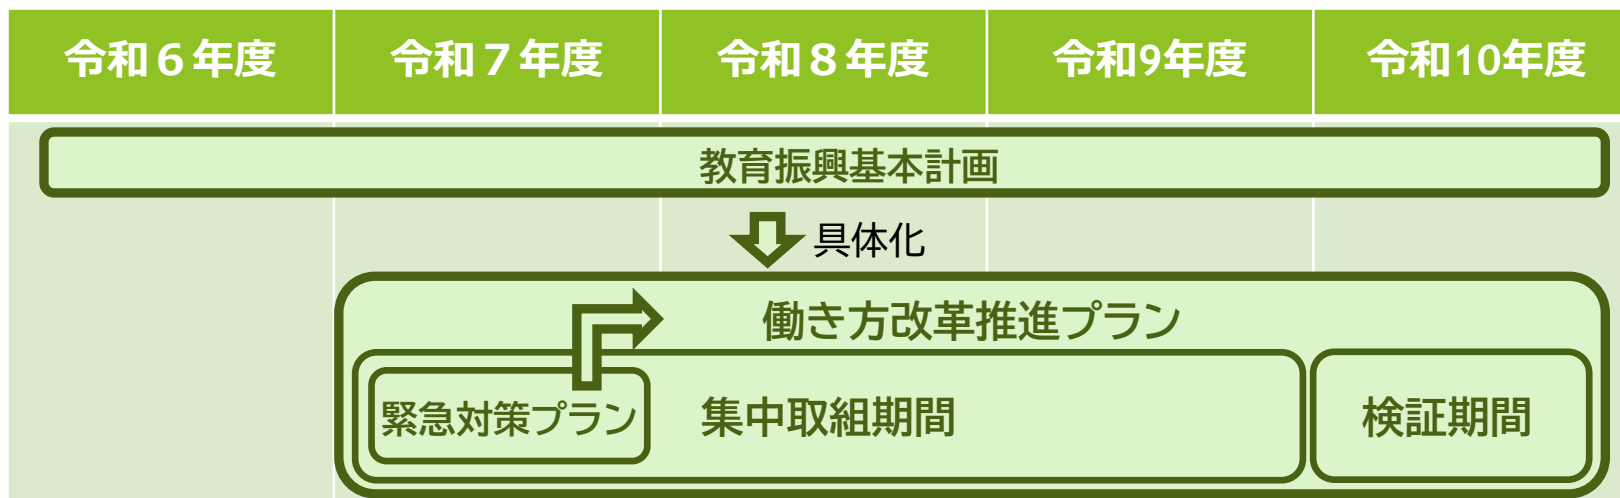 令和６年度
令和７年度
令和８年度
令和9年度
令和10年度
教育振興基本計画
具体化
働き方改革推進プラン
緊急対策プラン
集中取組期間
検証期間